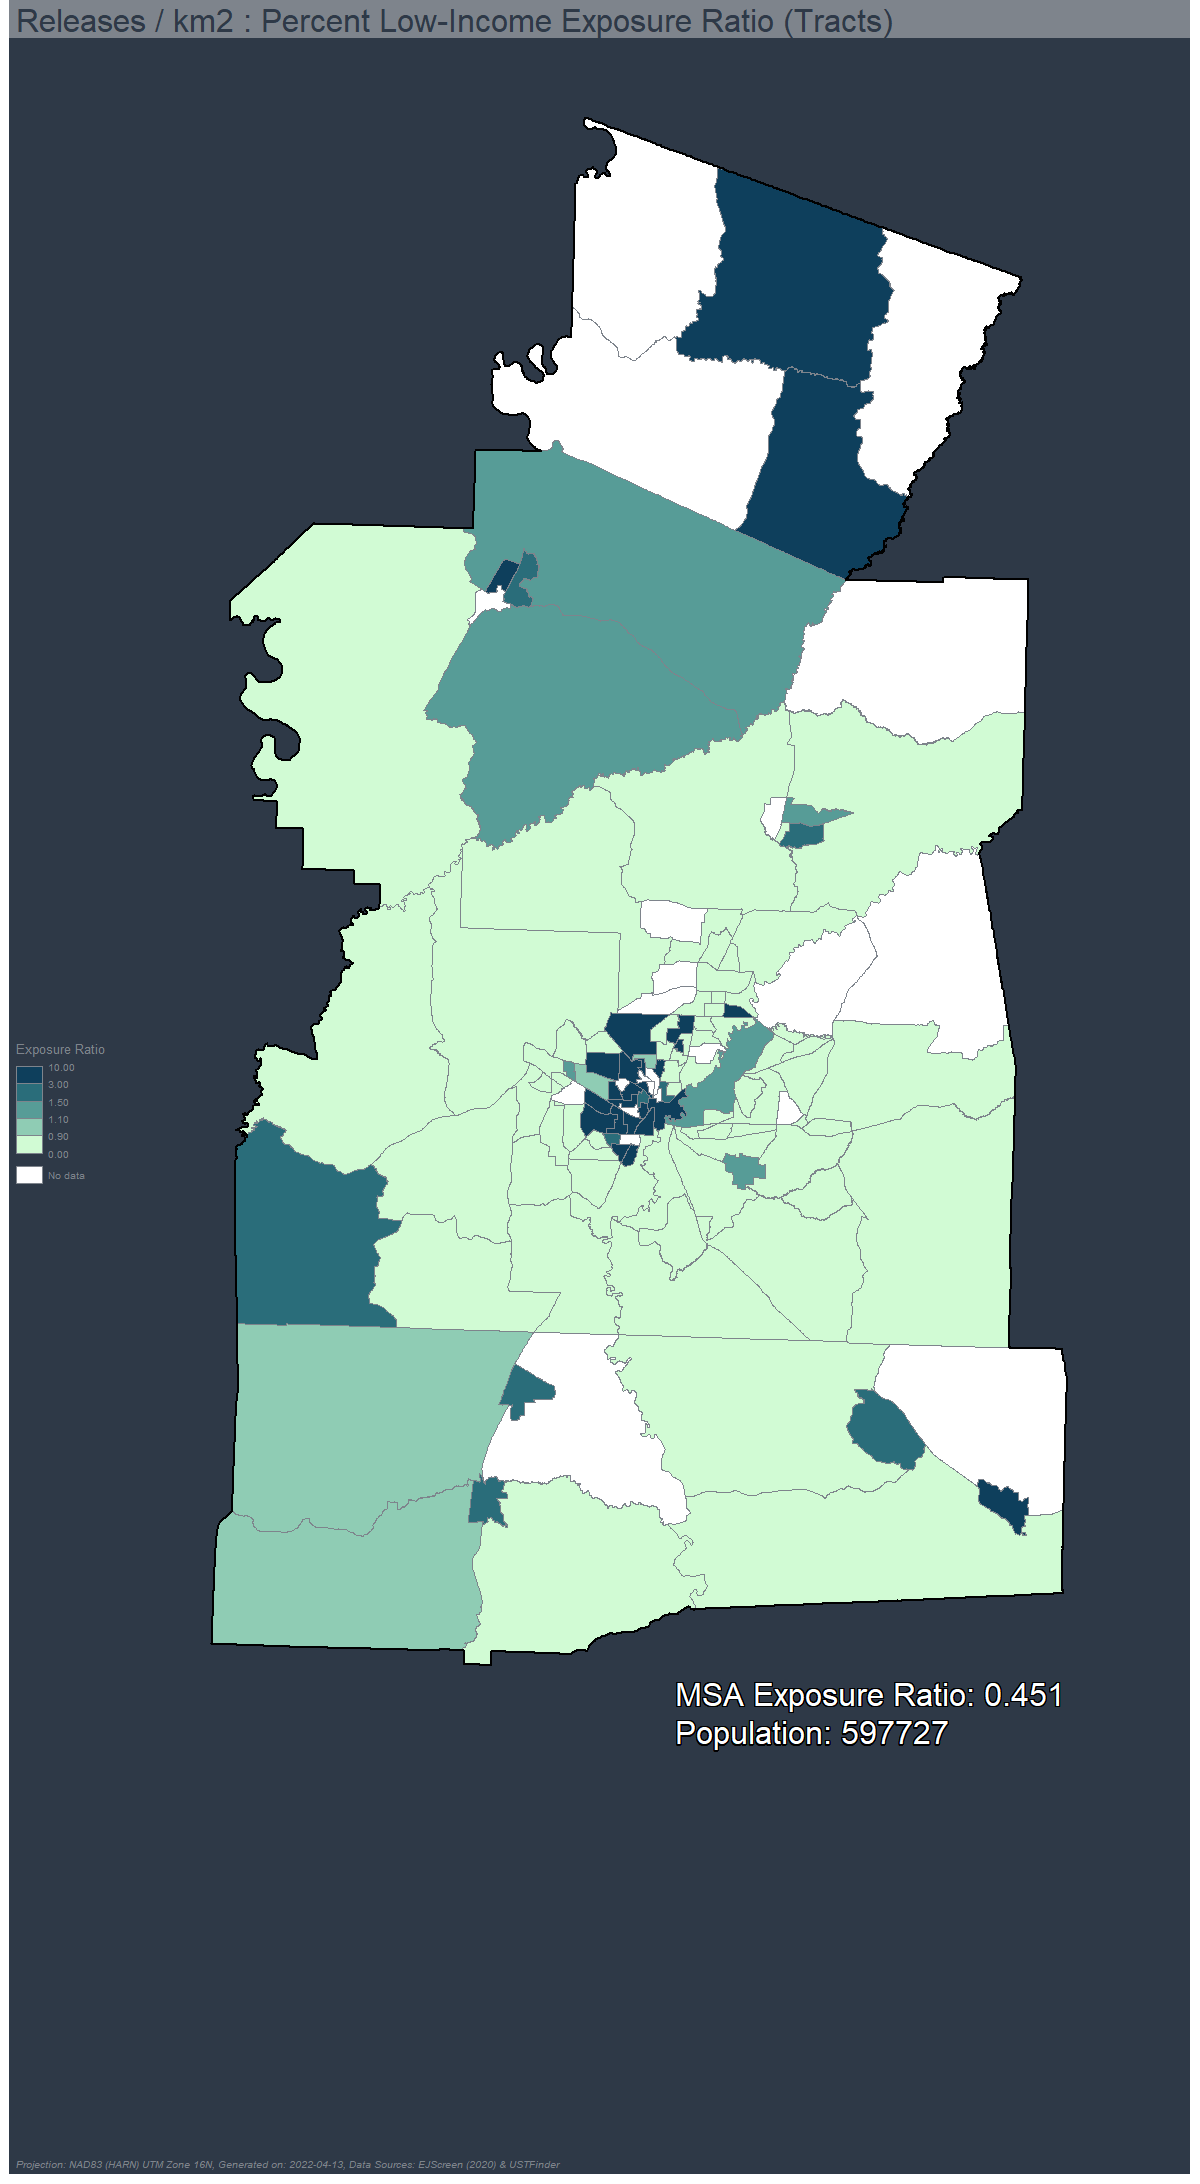 Releases / km2 : Percent Low-Income Exposure Ratio (Tracts)
Exposure Ratio
10.00
3.00
1.50
1.10
0.90
0.00
No data
MSA Exposure Ratio: 0.451
Population: 597727
Projection: NAD83 (HARN) UTM Zone 16N, Generated on: 2022-04-13, Data Sources: EJScreen (2020) & USTFinder